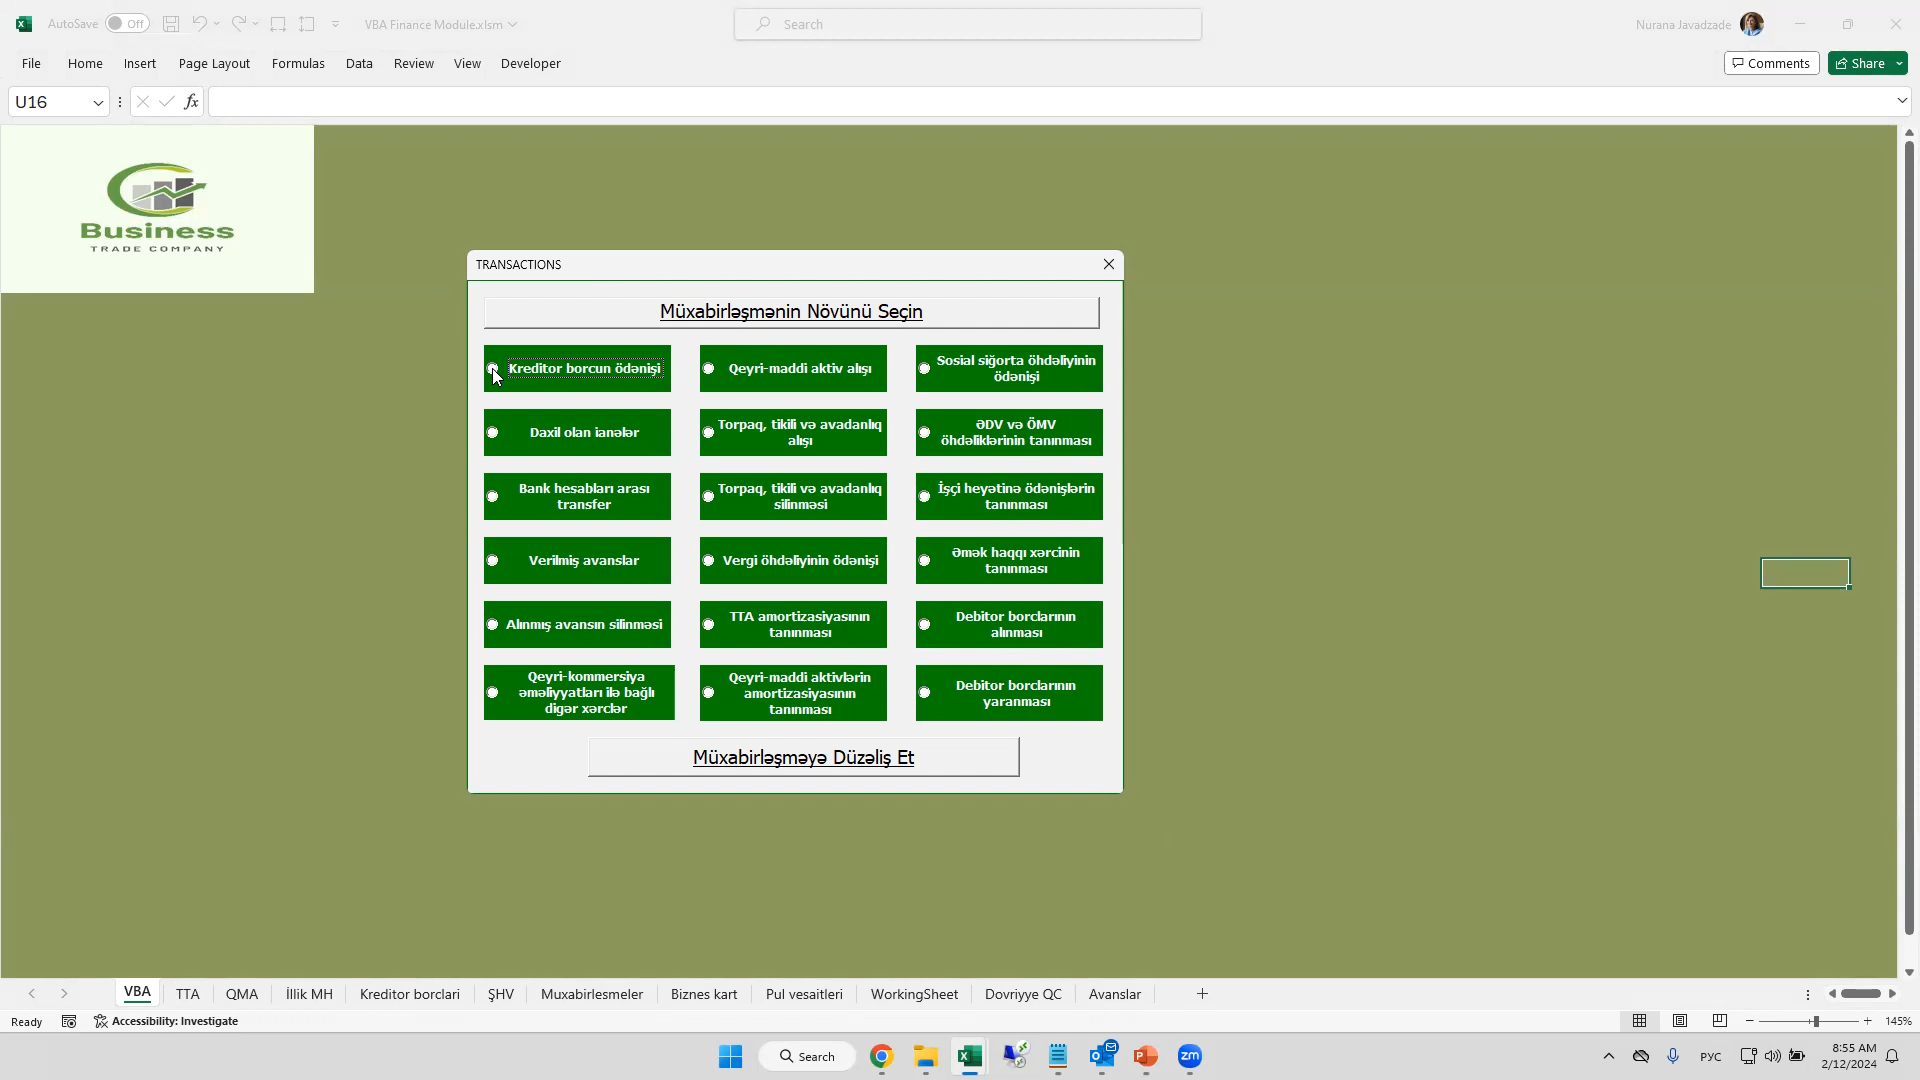 AutoSave Off VBA Finance Module.xlsm Search Nurana Javadzade
File Home Insert Page Layout Formulas Data Review View Developer Comments Share
U16 fx
Business
TRADE COMPANY
TRANSACTIONS
Müxabirləşmənin Növünü Seçin
Kreditor borcun ödənişi
Qeyri-maddi aktiv alışı
Sosial siğorta öhdəliyinin
ödənişi
Daxil olan ianələr
Torpaq, tikili və avadanlıq
alışı
ƏDV və ÖMV
öhdəliklərinin tanınması
Bank hesabları arası
transfer
Torpaq, tikili və avadanlıq
silinməsi
İşçi heyətinə ödənişlərin
tanınması
Verilmiş avanslar
Vergi öhdəliyinin ödənişi
Əmək haqqı xərcinin
tanınması
Alınmış avansın silinməsi
TTA amortizasiyasının
tanınması
Debitor borclarının
alınması
Qeyri-kommersiya
əməliyyatları ilə bağlı
digər xərclər
Qeyri-maddi aktivlərin
amortizasiyasının
tanınması
Debitor borclarının
yaranması
Müxabirləşməyə Düzəliş Et
VBA TTA QMA İllik MH Kreditor borclari ŞHV Muxabirlesmeler Biznes kart Pul vesaitleri WorkingSheet Dovriyye QC Avanslar
Ready Accessibility: Investigate 145%
Search zm РУС 8:55 AM
2/12/2024